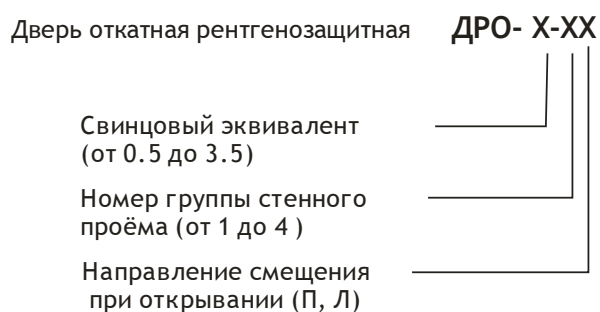 Дверь откатная рентгенозащитная ДРО- Х-ХХ
Свинцовый эквивалент
(от 0.5 до 3.5)
Номер группы стенного
проёма (от 1 до 4 )
Направление смещения
при открывании (П, Л)